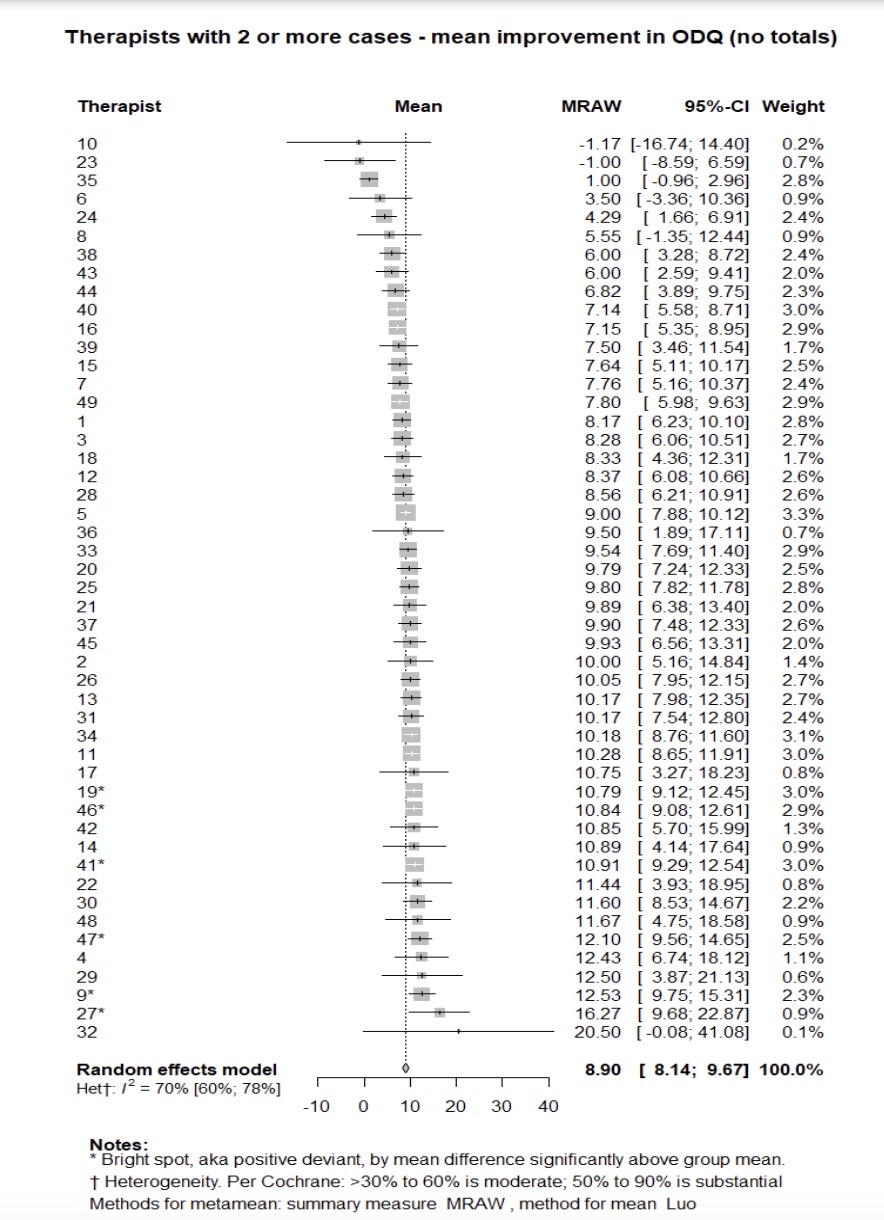 Therapists with 2 or more cases - mean improvement in ODQ (no totals)
Therapist Mean MRAW 95%-CI Weight
10 -1.17 [-16.74; 14.40] 0.2%
23 -1.00 [ -8.59; 6.59] 0.7%
35 1.00 [ -0.96; 2.96] 2.8%
6 3.50 [ -3.36; 10.36] 0.9%
24 4.29 [ 1.66; 6.91] 2.4%
8 5.55 [ -1.35; 12.44] 0.9%
38 6.00 [ 3.28; 8.72] 2.4%
43 6.00 [ 2.59; 9.41] 2.0%
44 6.82 [ 3.89; 9.75] 2.3%
40 7.14 [ 5.58; 8.71] 3.0%
16 7.15 [ 5.35; 8.95] 2.9%
39 7.50 [ 3.46; 11.54] 1.7%
15 7.64 [ 5.11; 10.17] 2.5%
7 7.76 [ 5.16; 10.37] 2.4%
49 7.80 [ 5.98; 9.63] 2.9%
1 8.17 [ 6.23; 10.10] 2.8%
3 8.28 [ 6.06; 10.51] 2.7%
18 8.33 [ 4.36; 12.31] 1.7%
12 8.37 [ 6.08; 10.66] 2.6%
28 8.56 [ 6.21; 10.91] 2.6%
5 9.00 [ 7.88; 10.12] 3.3%
36 9.50 [ 1.89; 17.11] 0.7%
33 9.54 [ 7.69; 11.40] 2.9%
20 9.79 [ 7.24; 12.33] 2.5%
25 9.80 [ 7.82; 11.78] 2.8%
21 9.89 [ 6.38; 13.40] 2.0%
37 9.90 [ 7.48; 12.33] 2.6%
45 9.93 [ 6.56; 13.31] 2.0%
2 10.00 [ 5.16; 14.84] 1.4%
26 10.05 [ 7.95; 12.15] 2.7%
13 10.17 [ 7.98; 12.35] 2.7%
31 10.17 [ 7.54; 12.80] 2.4%
34 10.18 [ 8.76; 11.60] 3.1%
11 10.28 [ 8.65; 11.91] 3.0%
17 10.75 [ 3.27; 18.23] 0.8%
19* 10.79 [ 9.12; 12.45] 3.0%
46* 10.84 [ 9.08; 12.61] 2.9%
42 10.85 [ 5.70; 15.99] 1.3%
14 10.89 [ 4.14; 17.64] 0.9%
41* 10.91 [ 9.29; 12.54] 3.0%
22 11.44 [ 3.93; 18.95] 0.8%
30 11.60 [ 8.53; 14.67] 2.2%
48 11.67 [ 4.75; 18.58] 0.9%
47* 12.10 [ 9.56; 14.65] 2.5%
4 12.43 [ 6.74; 18.12] 1.1%
29 12.50 [ 3.87; 21.13] 0.6%
9* 12.53 [ 9.75; 15.31] 2.3%
27* 16.27 [ 9.68; 22.87] 0.9%
32 20.50 [ -0.08; 41.08] 0.1%
Random effects model 8.90 [ 8.14; 9.67] 100.0%
Het†: I² = 70% [60%; 78%]
-10 0 10 20 30 40
Notes:
* Bright spot, aka positive deviant, by mean difference significantly above group mean.
† Heterogeneity. Per Cochrane: >30% to 60% is moderate; 50% to 90% is substantial
Methods for metamean: summary measure MRAW , method for mean Luo